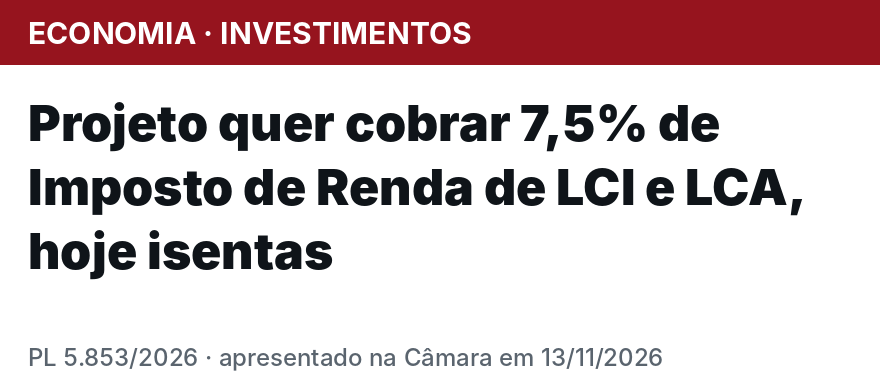 ECONOMIA · INVESTIMENTOS
Projeto quer cobrar 7,5% de
Imposto de Renda de LCI e LCA,
hoje isentas
PL 5.853/2026 · apresentado na Câmara em 13/11/2026